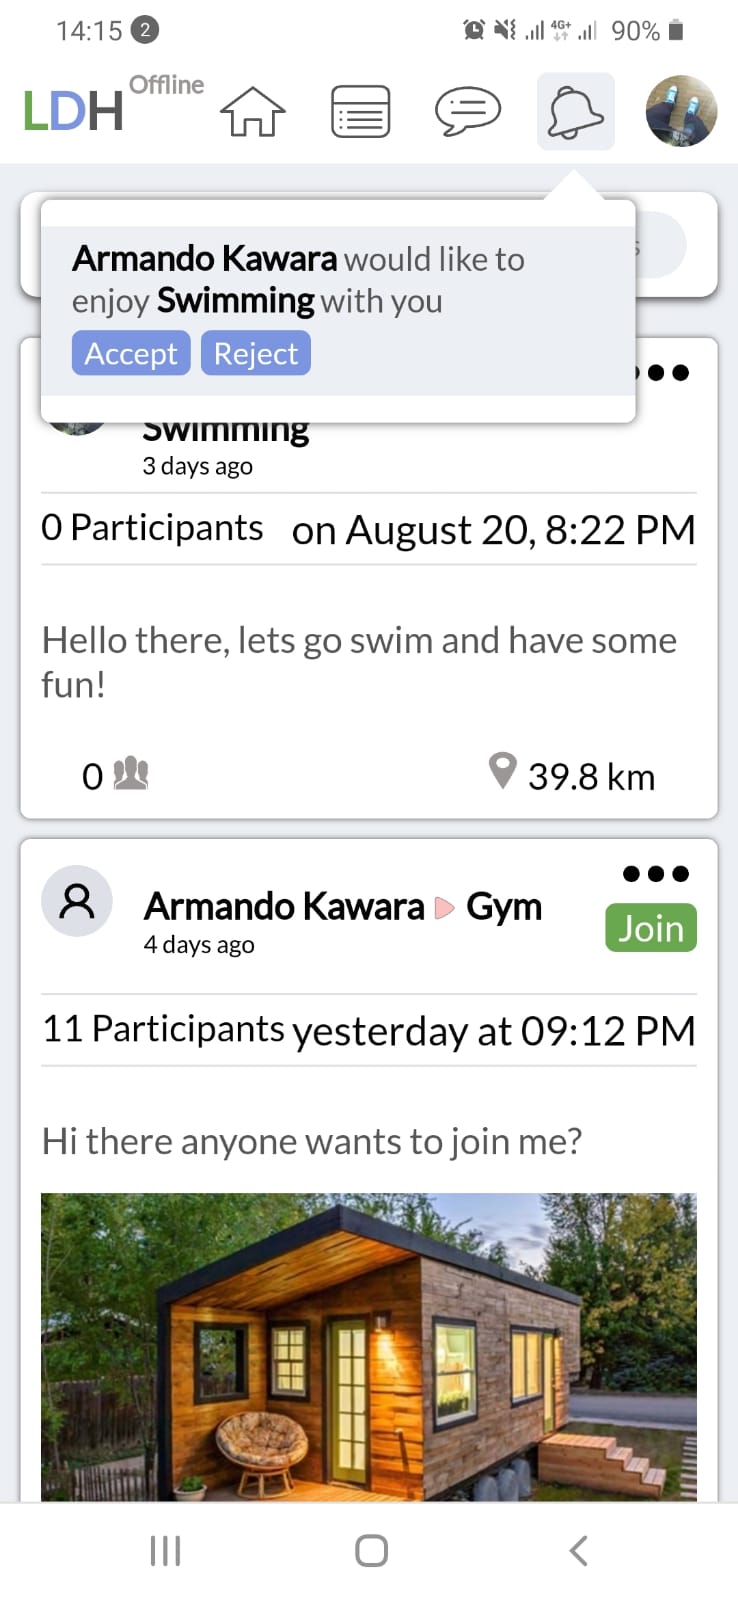 14:15 2 4G+ 90%
LDH Offline
Armando Kawara would like to
enjoy Swimming with you
Accept Reject
Swimming
3 days ago
0 Participants on August 20, 8:22 PM
Hello there, lets go swim and have some
fun!
0 39.8 km
Armando Kawara Gym
4 days ago
Join
11 Participants yesterday at 09:12 PM
Hi there anyone wants to join me?